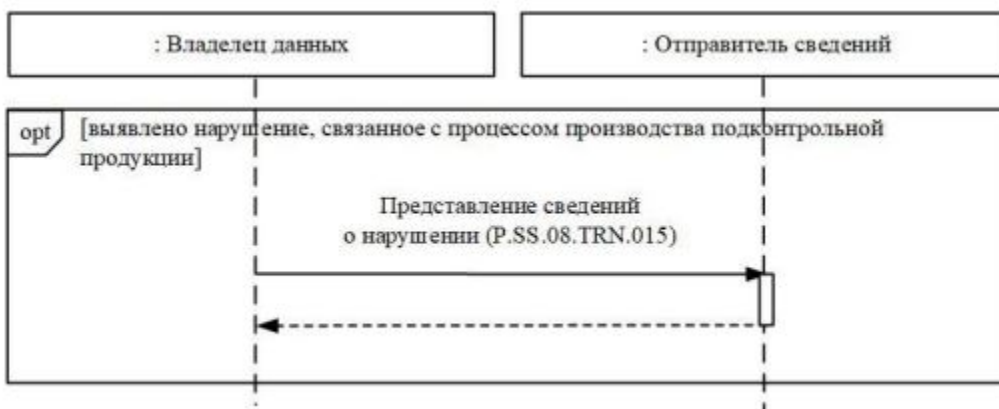 : Владелец данных
: Отправитель сведений
opt
[выявлено нарушение, связанное с процессом производства подконтрольной
продукции]
Представление сведений
о нарушении (P.SS.08.TRN.015)